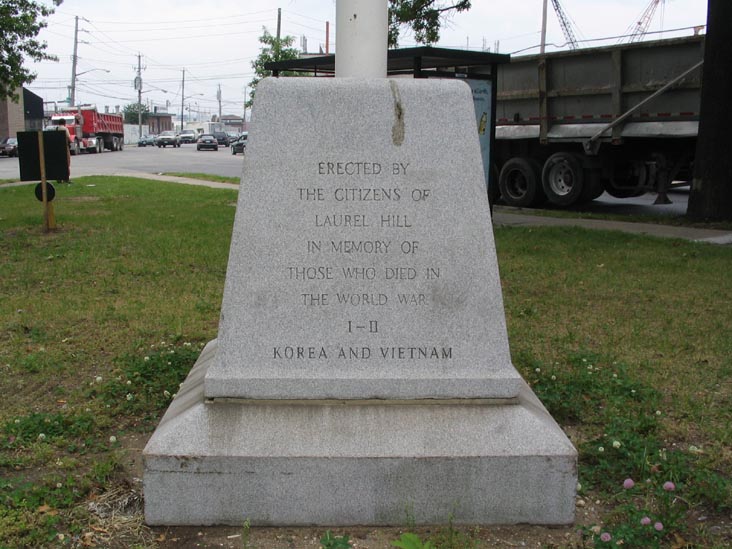 ERECTED BY
THE CITIZENS OF
LAUREL HILL
IN MEMORY OF
THOSE WHO DIED IN
THE WORLD WAR
I-II
KOREA AND VIETNAM